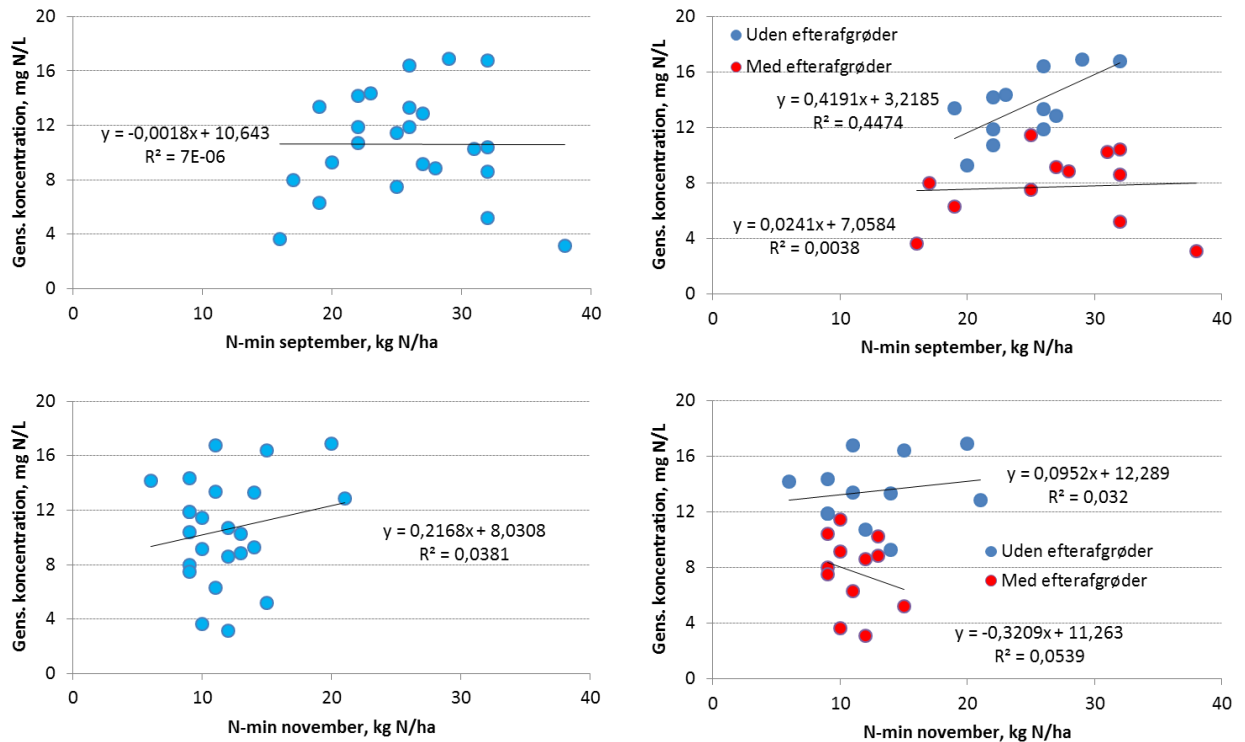 Gens. koncentration, mg N/L
20
16
12
8
4
0
y = -0,0018x + 10,643
R² = 7E-06
0 10 20 30 40
N-min september, kg N/ha
Gens. koncentration, mg N/L
20
16
12
8
4
0
Uden efterafgrøder
Med efterafgrøder
y = 0,4191x + 3,2185
R² = 0,4474
y = 0,0241x + 7,0584
R² = 0,0038
0 10 20 30 40
N-min september, kg N/ha
Gens. koncentration, mg N/L
20
16
12
8
4
0
y = 0,2168x + 8,0308
R² = 0,0381
0 10 20 30 40
N-min november, kg N/ha
Gens. koncentration, mg N/L
20
16
12
8
4
0
y = 0,0952x + 12,289
R² = 0,032
Uden efterafgrøder
Med efterafgrøder
y = -0,3209x + 11,263
R² = 0,0539
0 10 20 30 40
N-min november, kg N/ha